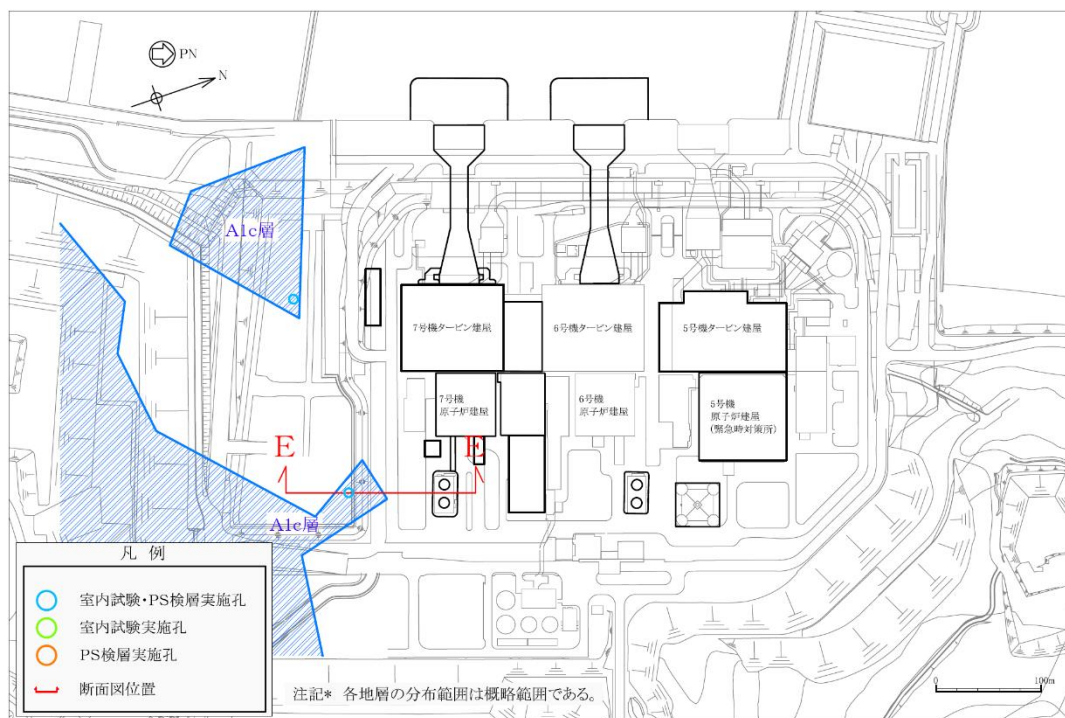 PN
N
A1c層
7号機タービン建屋
6号機タービン建屋
5号機タービン建屋
7号機
原子炉建屋
6号機
原子炉建屋
5号機
原子炉建屋
(緊急時対策所)
E
E
A1c層
凡 例
室内試験・PS検層実施孔
室内試験実施孔
PS検層実施孔
断面図位置
注記* 各地層の分布範囲は概略範囲である。
0
100m